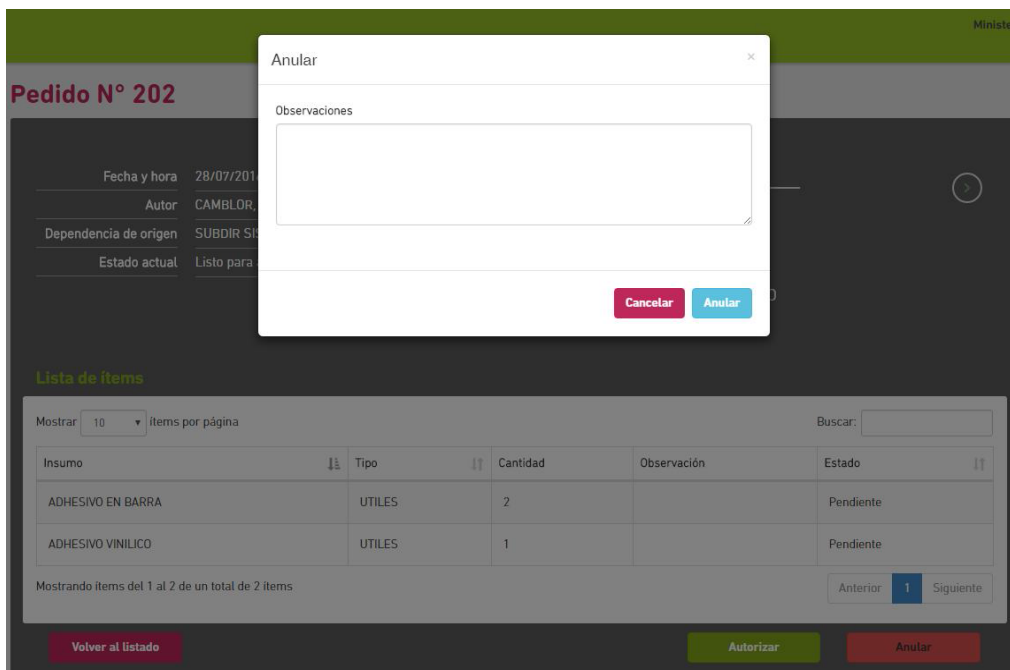 Ministe
Anular ×
Pedido N° 202
Observaciones
Fecha y hora 28/07/201
Autor CAMBLOR,
Dependencia de origen SUBDIR SIS
Estado actual Listo para
Cancelar Anular
Lista de ítems
Mostrar 10 ítems por página Buscar:
Insumo Tipo Cantidad Observación Estado
ADHESIVO EN BARRA UTILES 2 Pendiente
ADHESIVO VINILICO UTILES 1 Pendiente
Mostrando ítems del 1 al 2 de un total de 2 ítems Anterior 1 Siguiente
Volver al listado Autorizar Anular